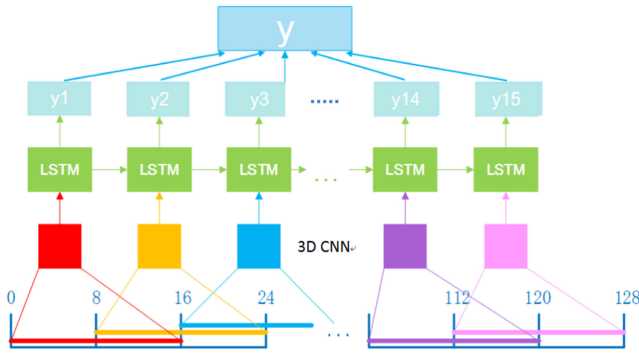 y
y1 y2 y3 ..... y14 y15
LSTM LSTM LSTM ... LSTM LSTM
3D CNN↵
0 8 16 24 112 120 128
...